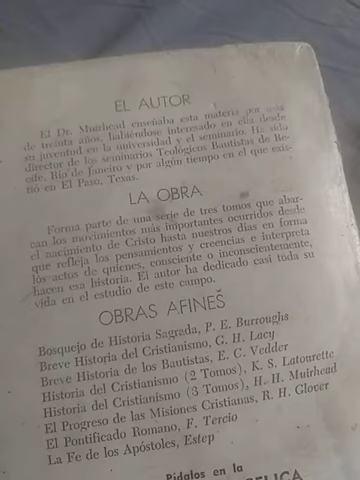 EL AUTOR
El Dr. Muirhead enseñaba esta materia por más
de treinta años, habiéndose interesado en ella desde
su juventud en la universidad y el seminario. Ha sido
director de los seminarios Teológicos Bautistas de Re-
cife, Río de Janeiro y por algún tiempo en el que exis-
tió en El Paso, Texas.
LA OBRA
Forma parte de una serie de tres tomos que abar-
can los movimientos más importantes ocurridos desde
el nacimiento de Cristo hasta nuestros días en forma
que refleja los pensamientos y creencias e interpreta
los actos de quienes, consciente o inconscientemente,
hacen esa historia. El autor ha dedicado casi toda su
vida en el estudio de este campo.
OBRAS AFINES
Bosquejo de Historia Sagrada, P. E. Burroughs
Breve Historia del Cristianismo, G. H. Lacy
Breve Historia de los Bautistas, E. C. Vedder
Historia del Cristianismo (2 Tomos), K. S. Latourette
Historia del Cristianismo (3 Tomos), H. H. Muirhead
El Progreso de las Misiones Cristianas, R. H. Glover
El Pontificado Romano, F. Tercio
La Fe de los Apóstoles, Estep
Pídalos en la